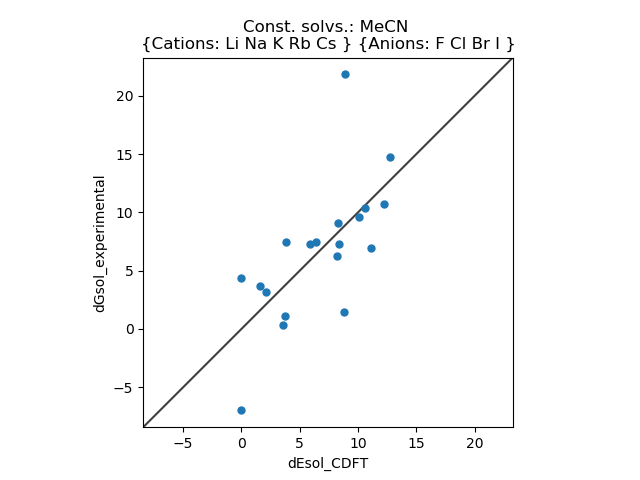 Const. solvs.: MeCN
{Cations: Li Na K Rb Cs } {Anions: F Cl Br I }
20
15
10
5
0
−5
dGsol_experimental
−5 0 5 10 15 20
dEsol_CDFT